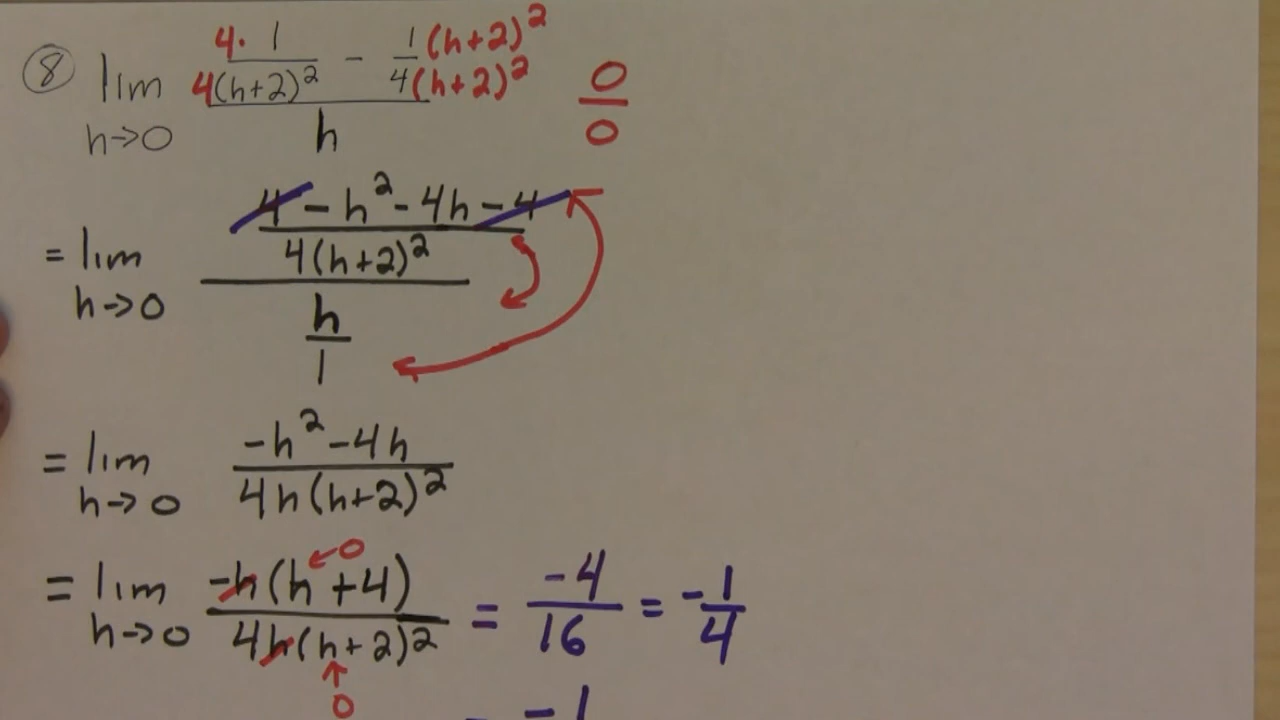 ⑧ lim h→0 (4· 1 / 4(h+2)² - 1(h+2)² / 4(h+2)²) / h 0/0
= lim h→0 ((4 - h² - 4h - 4) / 4(h+2)²) / (h/1)
= lim h→0 (-h² - 4h) / 4h(h+2)²
0
= lim h→0 -h(h+4) / 4h(h+2)² = -4/16 = -1/4
0
= -1